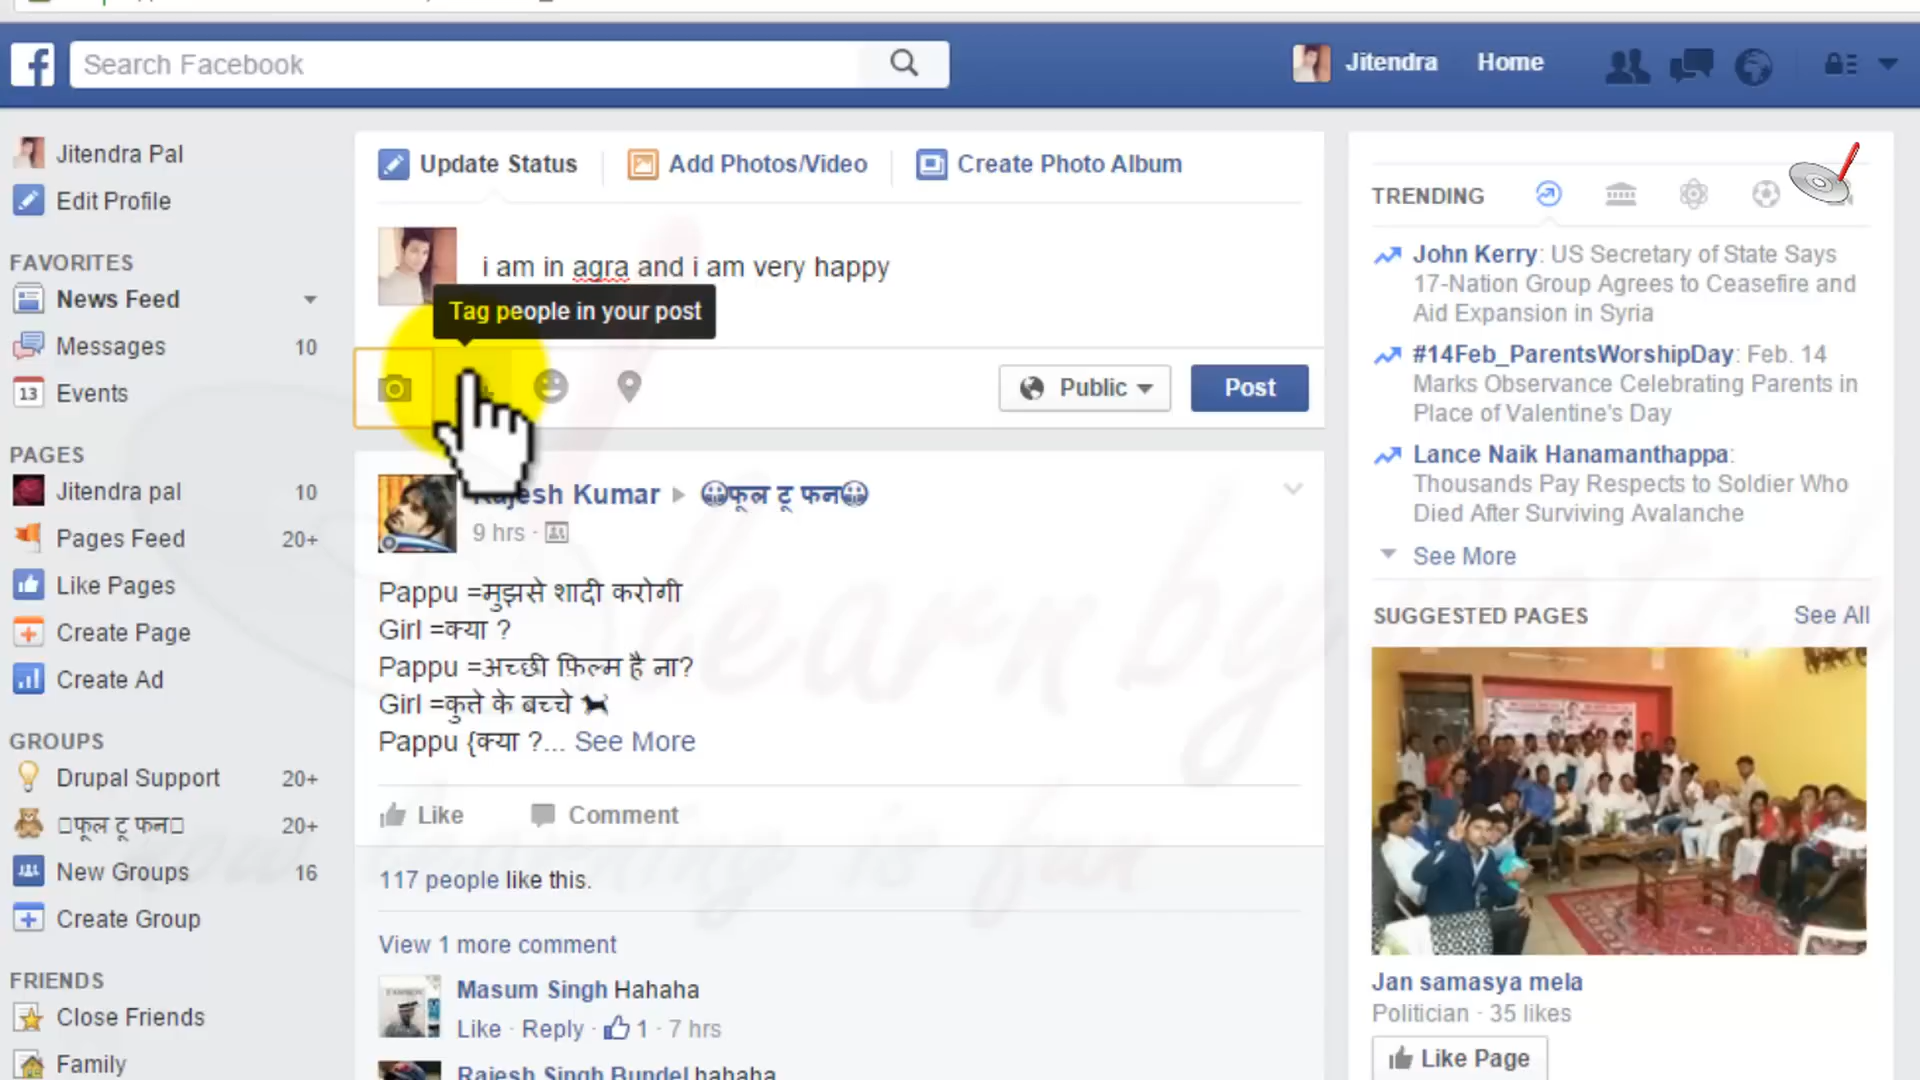 Search Facebook
Jitendra
Home
Jitendra Pal
Edit Profile
FAVORITES
News Feed
Messages 10
13 Events
PAGES
Jitendra pal 10
Pages Feed 20+
Like Pages
Create Page
Create Ad
GROUPS
Drupal Support 20+
फूल टू फन 20+
New Groups 16
Create Group
FRIENDS
Close Friends
Family
Update Status
Add Photos/Video
Create Photo Album
i am in agra and i am very happy
Tag people in your post
Public
Post
Rajesh Kumar 😀फूल टू फन😀
9 hrs ·
Pappu =मुझसे शादी करोगी
Girl =क्या ?
Pappu =अच्छी फ़िल्म है ना?
Girl =कुत्ते के बच्चे 🐕
Pappu {क्या ?... See More
Like
Comment
117 people like this.
View 1 more comment
Masum Singh Hahaha
Like · Reply · 1 · 7 hrs
Rajesh Singh Bundel hahaha
TRENDING
John Kerry: US Secretary of State Says
17-Nation Group Agrees to Ceasefire and
Aid Expansion in Syria
#14Feb_ParentsWorshipDay: Feb. 14
Marks Observance Celebrating Parents in
Place of Valentine's Day
Lance Naik Hanamanthappa:
Thousands Pay Respects to Soldier Who
Died After Surviving Avalanche
See More
SUGGESTED PAGES See All
Jan samasya mela
Politician · 35 likes
Like Page
learn by watch
now learning is fun